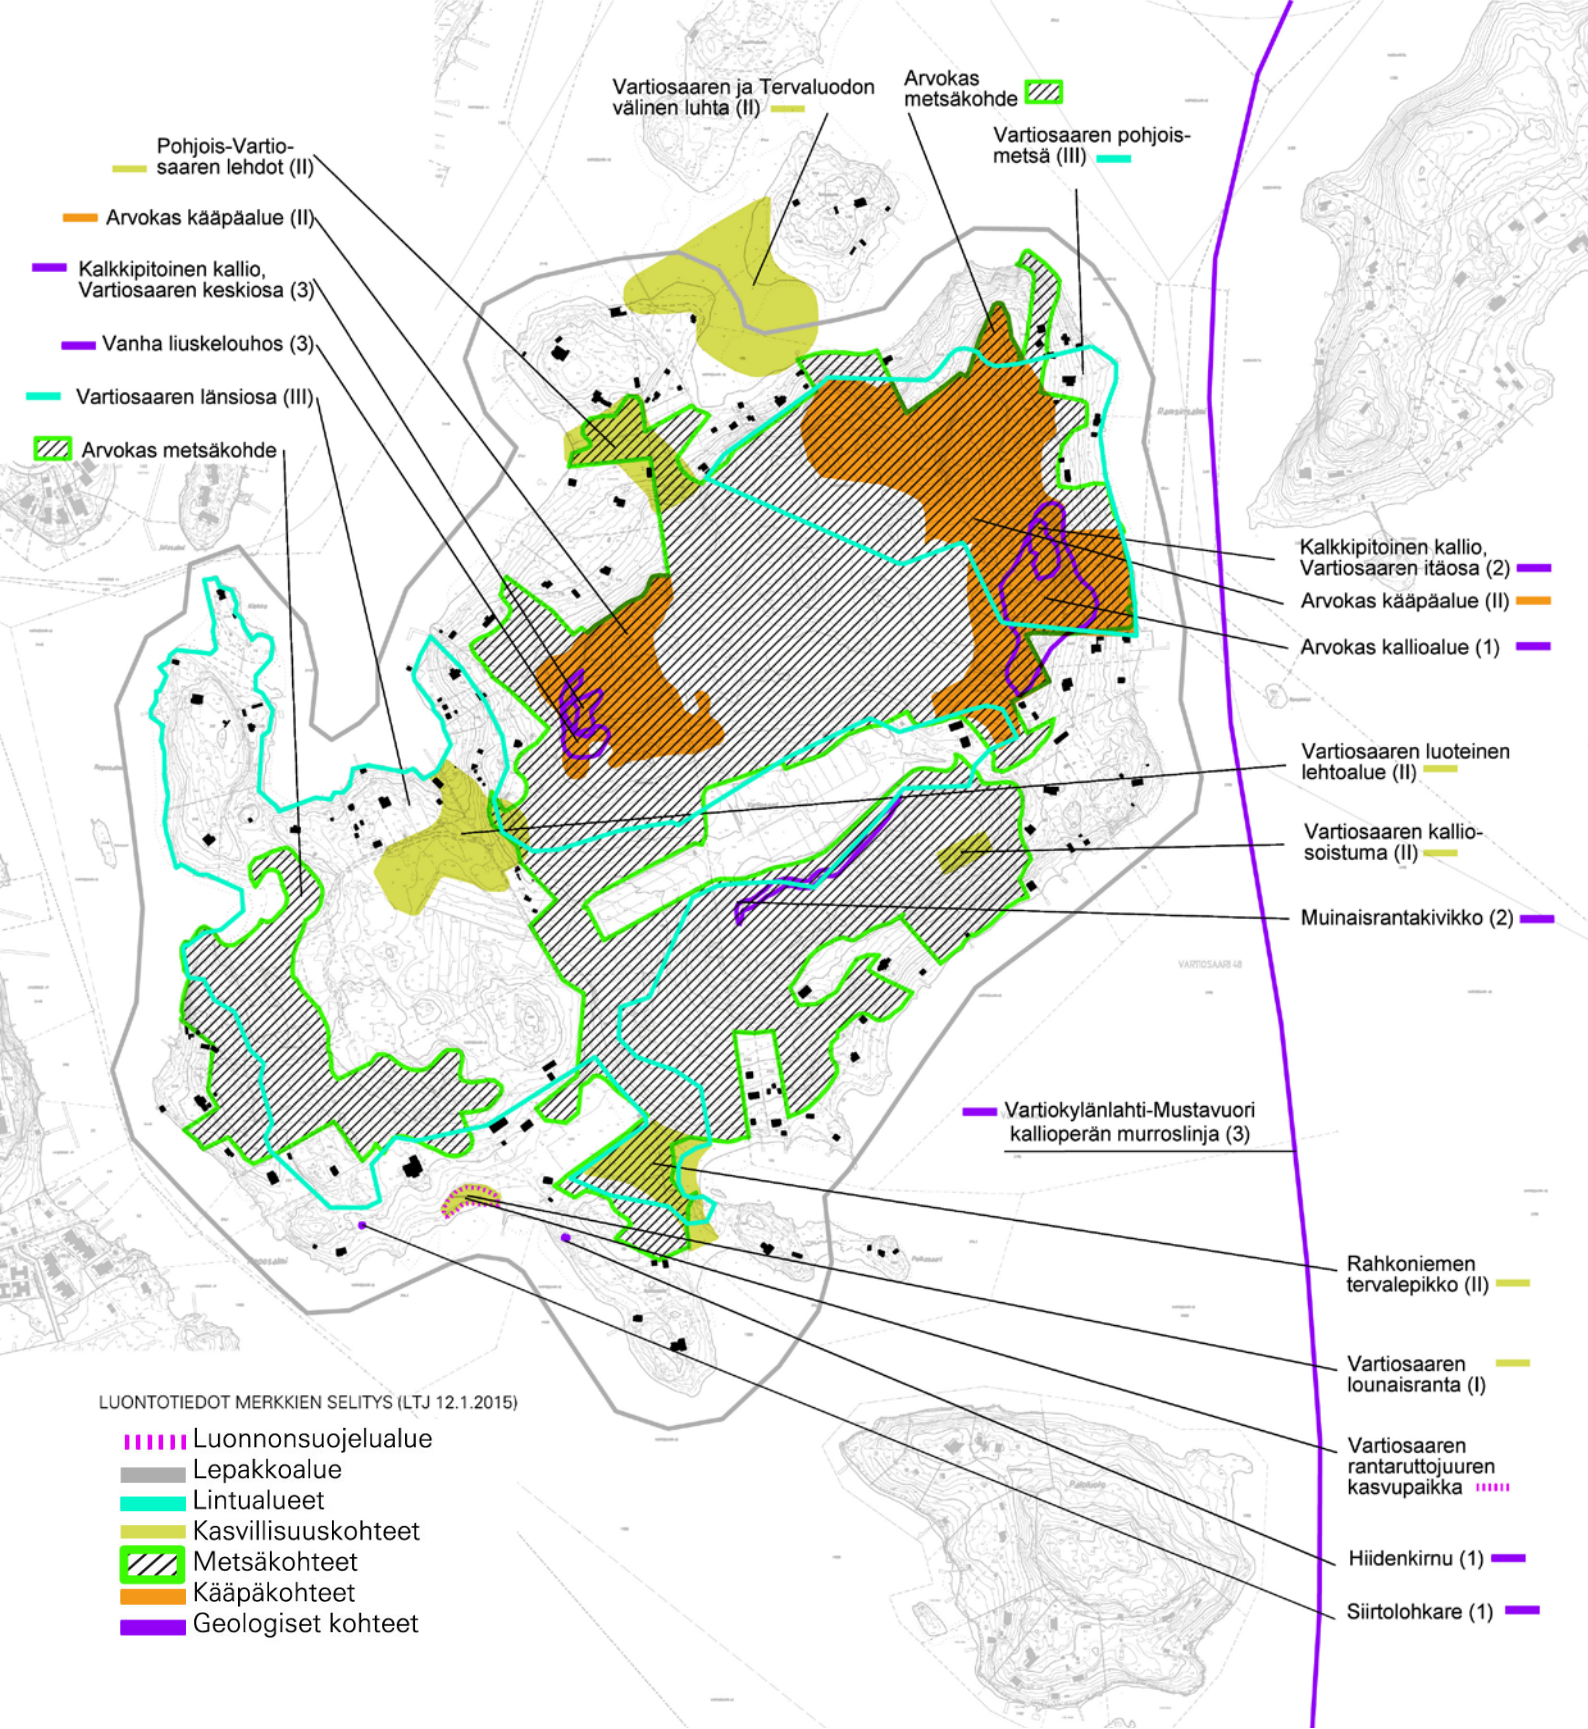 Vartiosaaren ja Tervaluodon
välinen luhta (II)
Arvokas
metsäkohde
Vartiosaaren pohjois-
metsä (III)
Pohjois-Vartio-
saaren lehdot (II)
Arvokas kääpäalue (II)
Kalkkipitoinen kallio,
Vartiosaaren keskiosa (3)
Vanha liuskelouhos (3)
Vartiosaaren länsiosa (III)
Arvokas metsäkohde
Kalkkipitoinen kallio,
Vartiosaaren itäosa (2)
Arvokas kääpäalue (II)
Arvokas kallioalue (1)
Vartiosaaren luoteinen
lehtoalue (II)
Vartiosaaren kallio-
soistuma (II)
Muinaisrantakivikko (2)
VARTIOSAARI 48
Vartiokylänlahti-Mustavuori
kallioperän murroslinja (3)
Rahkoniemen
tervalepikko (II)
Vartiosaaren
lounaisranta (I)
Vartiosaaren
rantaruttojuuren
kasvupaikka
Hiidenkirnu (1)
Siirtolohkare (1)
LUONTOTIEDOT MERKKIEN SELITYS (LTJ 12.1.2015)
Luonnonsuojelualue
Lepakkoalue
Lintualueet
Kasvillisuuskohteet
Metsäkohteet
Kääpäkohteet
Geologiset kohteet